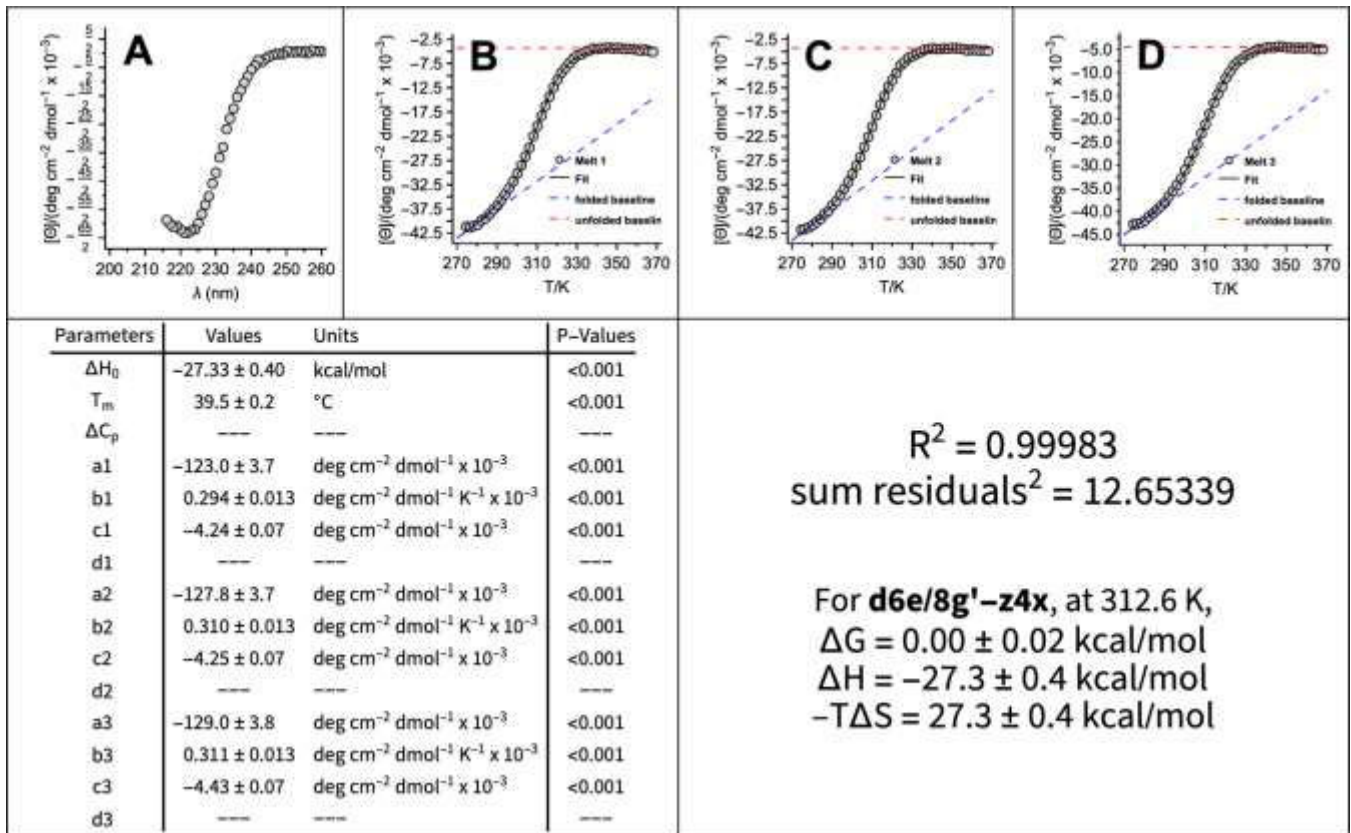 A
[Θ]/(deg cm⁻² dmol⁻¹ x 10⁻³)
200 210 220 230 240 250 260
λ (nm)
B
[Θ]/(deg cm⁻² dmol⁻¹ x 10⁻³)
−2.5
−7.5
−12.5
−17.5
−22.5
−27.5
−32.5
−37.5
−42.5
Melt 1
Fit
folded baseline
unfolded baselin
270 290 310 330 350 370
T/K
C
[Θ]/(deg cm⁻² dmol⁻¹ x 10⁻³)
−2.5
−7.5
−12.5
−17.5
−22.5
−27.5
−32.5
−37.5
−42.5
Melt 2
Fit
folded baseline
unfolded baselin
270 290 310 330 350 370
T/K
D
[Θ]/(deg cm⁻² dmol⁻¹ x 10⁻³)
−5.0
−10.0
−15.0
−20.0
−25.0
−30.0
−35.0
−40.0
−45.0
Melt 3
Fit
folded baseline
unfolded baselin
270 290 310 330 350 370
T/K
Parameters Values Units P−Values
ΔH₀ −27.33 ± 0.40 kcal/mol <0.001
Tₘ 39.5 ± 0.2 °C <0.001
ΔCₚ −−− −−− −−−
a1 −123.0 ± 3.7 deg cm⁻² dmol⁻¹ x 10⁻³ <0.001
b1 0.294 ± 0.013 deg cm⁻² dmol⁻¹ K⁻¹ x 10⁻³ <0.001
c1 −4.24 ± 0.07 deg cm⁻² dmol⁻¹ x 10⁻³ <0.001
d1 −−− −−− −−−
a2 −127.8 ± 3.7 deg cm⁻² dmol⁻¹ x 10⁻³ <0.001
b2 0.310 ± 0.013 deg cm⁻² dmol⁻¹ K⁻¹ x 10⁻³ <0.001
c2 −4.25 ± 0.07 deg cm⁻² dmol⁻¹ x 10⁻³ <0.001
d2 −−− −−− −−−
a3 −129.0 ± 3.8 deg cm⁻² dmol⁻¹ x 10⁻³ <0.001
b3 0.311 ± 0.013 deg cm⁻² dmol⁻¹ K⁻¹ x 10⁻³ <0.001
c3 −4.43 ± 0.07 deg cm⁻² dmol⁻¹ x 10⁻³ <0.001
d3 −−− −−− −−−
R² = 0.99983
sum residuals² = 12.65339
For d6e/8g'−z4x, at 312.6 K,
ΔG = 0.00 ± 0.02 kcal/mol
ΔH = −27.3 ± 0.4 kcal/mol
−TΔS = 27.3 ± 0.4 kcal/mol